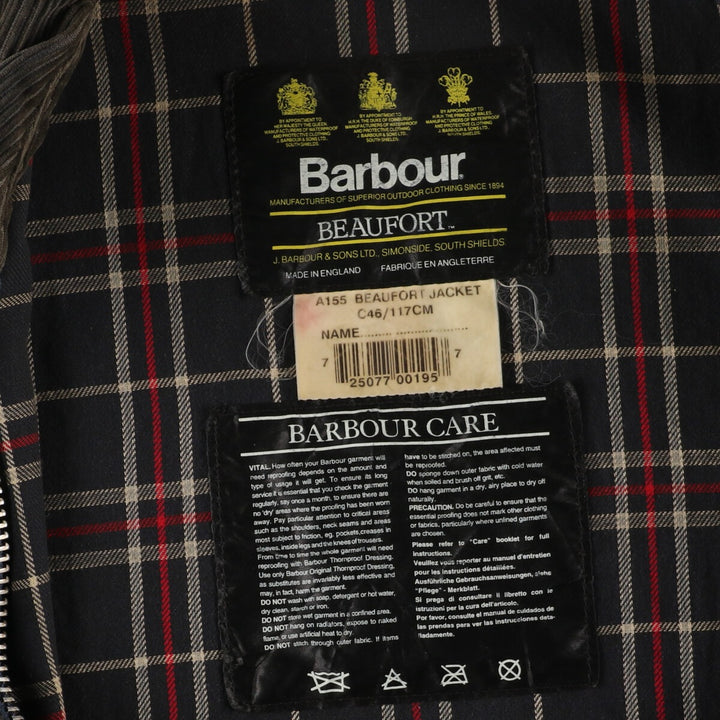 BY APPOINTMENT TO
HER MAJESTY THE QUEEN
MANUFACTURERS OF WATERPROOF
AND PROTECTIVE CLOTHING
J. BARBOUR & SONS LTD.
SOUTH SHIELDS
BY APPOINTMENT TO
H.R.H. THE DUKE OF EDINBURGH
MANUFACTURERS OF WATERPROOF
AND PROTECTIVE CLOTHING
J. BARBOUR & SONS LTD.
SOUTH SHIELDS
BY APPOINTMENT TO
H.R.H. THE PRINCE OF WALES
MANUFACTURERS OF WATERPROOF
AND PROTECTIVE CLOTHING
J. BARBOUR & SONS LTD.
SOUTH SHIELDS
Barbour®
MANUFACTURERS OF SUPERIOR OUTDOOR CLOTHING SINCE 1894
BEAUFORT™
J. BARBOUR & SONS LTD., SIMONSIDE, SOUTH SHIELDS
MADE IN ENGLAND FABRIQUE EN ANGLETERRE
A155 BEAUFORT JACKET
C46/117CM
NAME
7 25077 00195 7
BARBOUR CARE
VITAL. How often your Barbour garment will
need reproofing depends on the amount and
type of usage it will get. To ensure its long
service it is essential that you check the garment
regularly, say once a month, to ensure there are
no 'dry' areas where the proofing has been worn
away. Pay particular attention to critical areas
such as the shoulders, neck seams and areas
most subject to friction, eg. pockets, creases in
sleeves, inside legs and the knees of trousers.
From time to time the whole garment will need
reproofing with Barbour Thornproof Dressing.
Use only Barbour Original Thornproof Dressing,
as substitutes are invariably less effective and
may, in fact, harm the garment.
DO NOT wash with soap, detergent or hot water,
dry clean, starch or iron.
DO NOT store wet garment in a confined area.
DO NOT hang on radiators, expose to naked
flame, or use artificial heat to dry.
DO NOT stitch through outer fabric. If items
have to be stitched on, the area affected must
be reproofed.
DO sponge down outer fabric with cold water
when soiled and brush off grit, etc.
DO hang garment in a dry, airy place to dry off
naturally.
PRECAUTION. Do be careful to ensure that the
essential proofing does not mark other clothing
or fabrics, particularly where unlined garments
are chosen.
Please refer to "Care" booklet for full
instructions.
Veuillez vous reporter au manuel d'entretien
pour les instructions détaillées.
Ausführliche Gebrauchsanweisungen, siehe
"Pflege" - Merkblatt.
Si prega di consultare il libretto con le
istruzioni per la cura dell'articolo.
Por favor, consulte el manual de cuidados de
las prendas para ver las instrucciones deta-
lladamente.